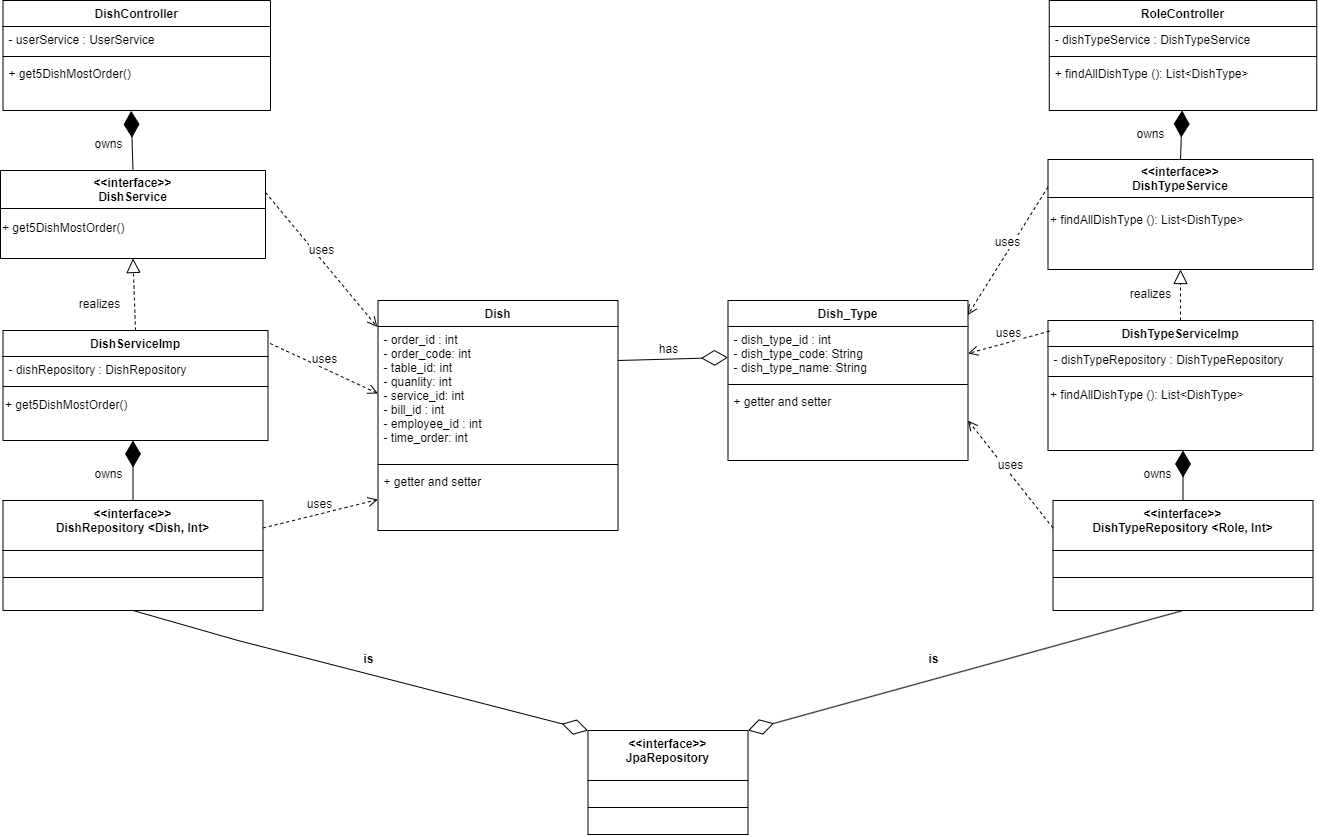 DishController
- userService : UserService
+ get5DishMostOrder()
owns
<<interface>>
DishService
+ get5DishMostOrder()
realizes
DishServiceImp
- dishRepository : DishRepository
+ get5DishMostOrder()
owns
<<interface>>
DishRepository <Dish, Int>
uses
uses
uses
Dish
- order_id : int
- order_code: int
- table_id: int
- quanlity: int
- service_id: int
- bill_id : int
- employee_id : int
- time_order: int
+ getter and setter
has
Dish_Type
- dish_type_id : int
- dish_type_code: String
- dish_type_name: String
+ getter and setter
uses
uses
uses
RoleController
- dishTypeService : DishTypeService
+ findAllDishType (): List<DishType>
owns
<<interface>>
DishTypeService
+ findAllDishType (): List<DishType>
realizes
DishTypeServiceImp
- dishTypeRepository : DishTypeRepository
+ findAllDishType (): List<DishType>
owns
<<interface>>
DishTypeRepository <Role, Int>
is
is
<<interface>>
JpaRepository